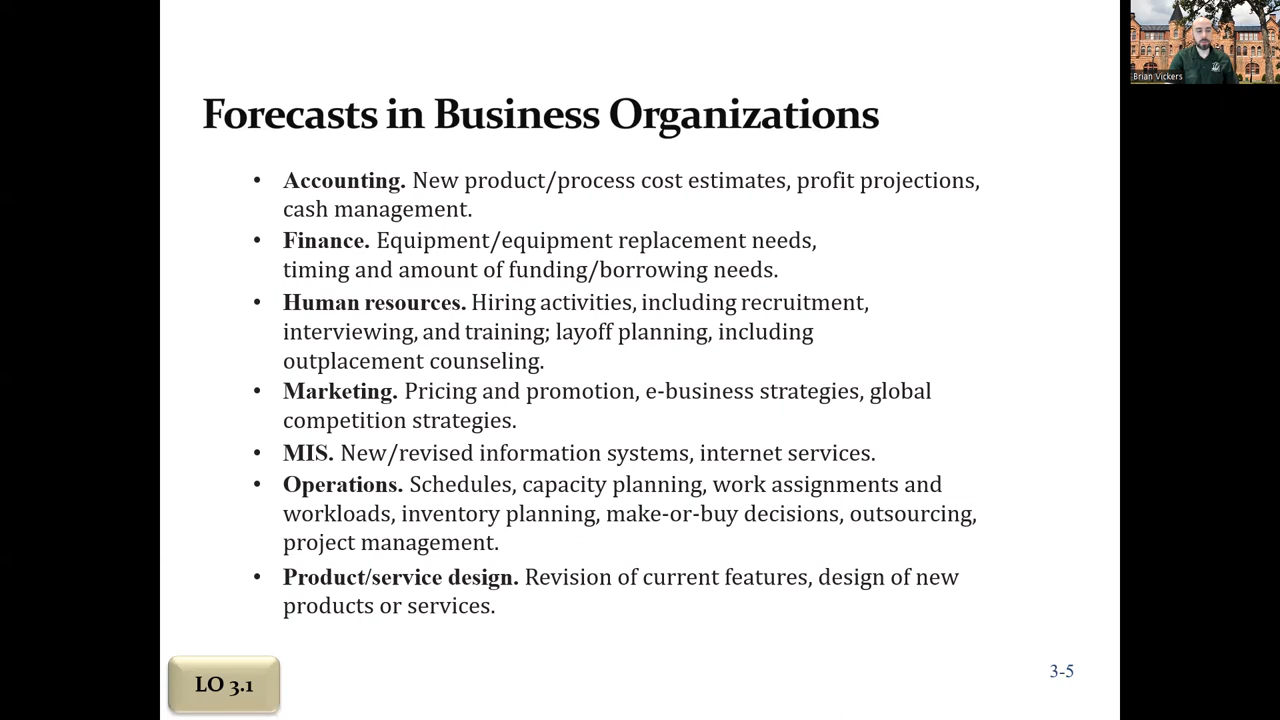 Brian Vickers
Forecasts in Business Organizations
• Accounting. New product/process cost estimates, profit projections,
cash management.
• Finance. Equipment/equipment replacement needs,
timing and amount of funding/borrowing needs.
• Human resources. Hiring activities, including recruitment,
interviewing, and training; layoff planning, including
outplacement counseling.
• Marketing. Pricing and promotion, e-business strategies, global
competition strategies.
• MIS. New/revised information systems, internet services.
• Operations. Schedules, capacity planning, work assignments and
workloads, inventory planning, make-or-buy decisions, outsourcing,
project management.
• Product/service design. Revision of current features, design of new
products or services.
LO 3.1
3-5